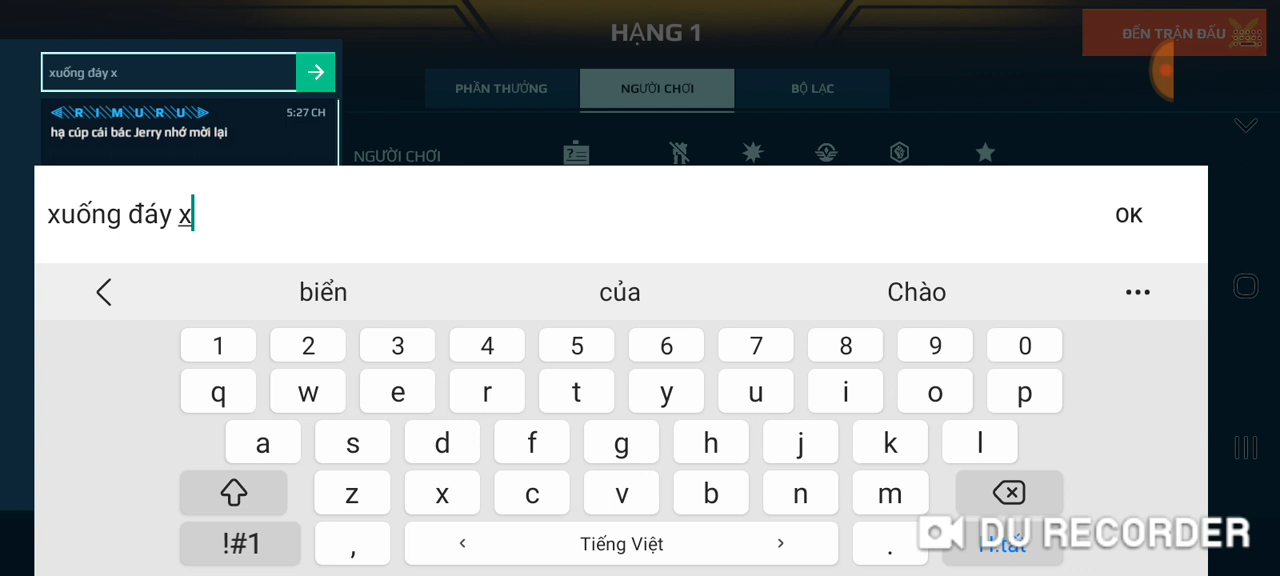 HẠNG 1
ĐẾN TRẬN ĐẤU
xuống đáy x
PHẦN THƯỞNG
NGƯỜI CHƠI
BỘ LẠC
RIMURU
5:27 CH
hạ cúp cái bác Jerry nhớ mời lại
NGƯỜI CHƠI
xuống đáy x
OK
biển
của
Chào
1 2 3 4 5 6 7 8 9 0
q w e r t y u i o p
a s d f g h j k l
z x c v b n m
!#1
,
Tiếng Việt
.
H.tất
DU RECORDER